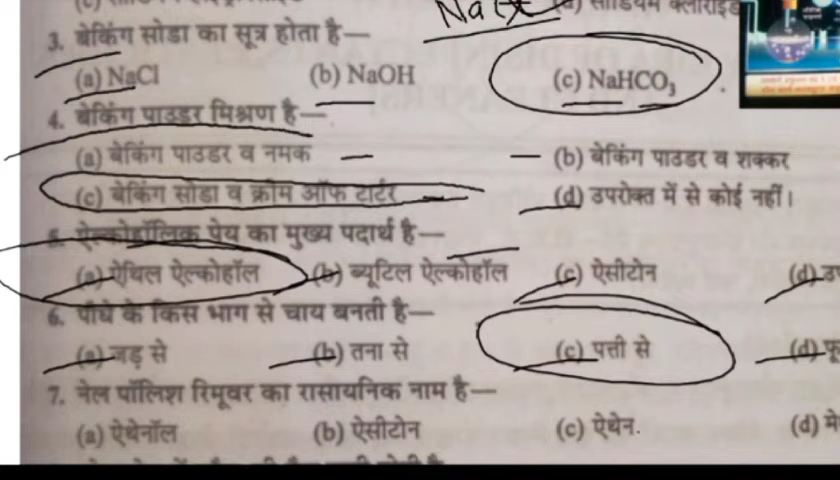 Na
(d) सोडियम क्लोराइड
3. बेकिंग सोडा का सूत्र होता है—
(a) NaCl (b) NaOH (c) NaHCO₃
4. बेकिंग पाउडर मिश्रण है—
(a) बेकिंग पाउडर व नमक (b) बेकिंग पाउडर व शक्कर
(c) बेकिंग सोडा व क्रीम ऑफ टार्टर (d) उपरोक्त में से कोई नहीं।
5. ऐल्कोहॉलिक पेय का मुख्य पदार्थ है—
(a) ऐथिल ऐल्कोहॉल (b) ब्यूटिल ऐल्कोहॉल (c) ऐसीटोन (d)
6. पौधे के किस भाग से चाय बनती है—
(a) जड़ से (b) तना से (c) पत्ती से (d) फू
7. नेल पॉलिश रिमूवर का रासायनिक नाम है—
(a) ऐथेनॉल (b) ऐसीटोन (c) ऐथेन. (d) मे